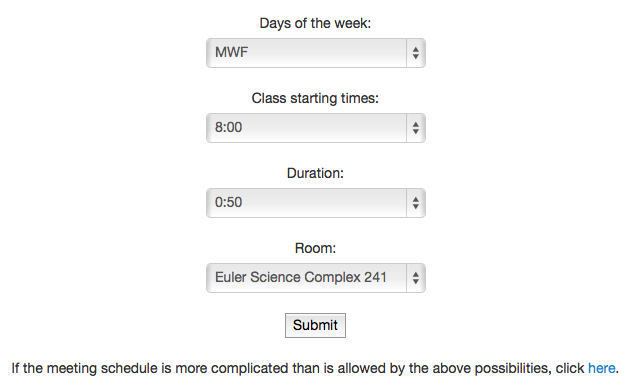 Days of the week:
MWF
Class starting times:
8:00
Duration:
0:50
Room:
Euler Science Complex 241
Submit
If the meeting schedule is more complicated than is allowed by the above possibilities, click here.